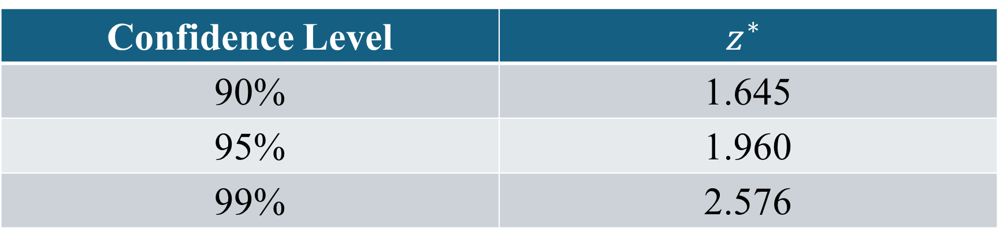 Confidence Level z*
90% 1.645
95% 1.960
99% 2.576